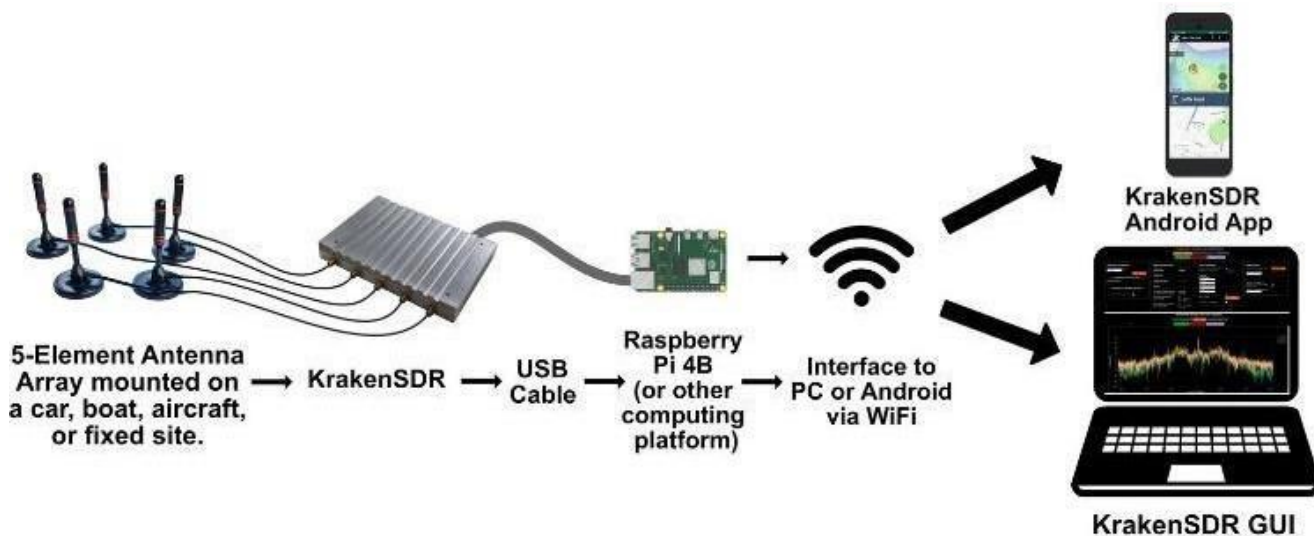 5-Element Antenna
Array mounted on
a car, boat, aircraft,
or fixed site.
KrakenSDR
USB
Cable
Raspberry
Pi 4B
(or other
computing
platform)
Interface to
PC or Android
via WiFi
KrakenSDR
Android App
KrakenSDR GUI